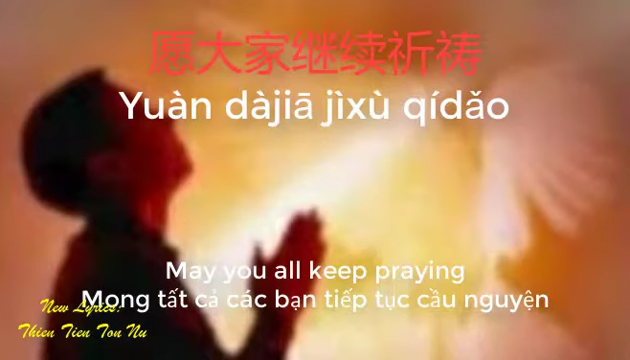 愿大家继续祈祷
Yuàn dàjiā jìxù qídǎo
May you all keep praying
Mong tất cả các bạn tiếp tục cầu nguyện
New Lyrics:
Thien Tien Ton Nu